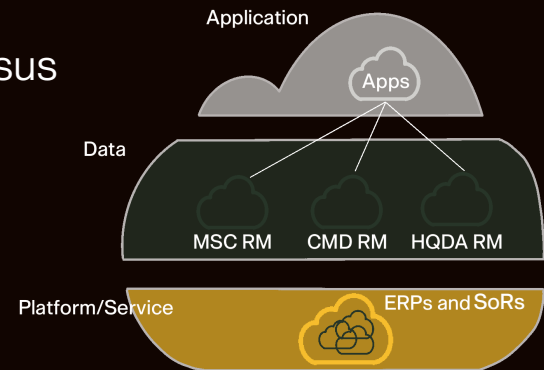 Application
sus
Apps
Data
MSC RM CMD RM HQDA RM
Platform/Service
ERPs and SoRs